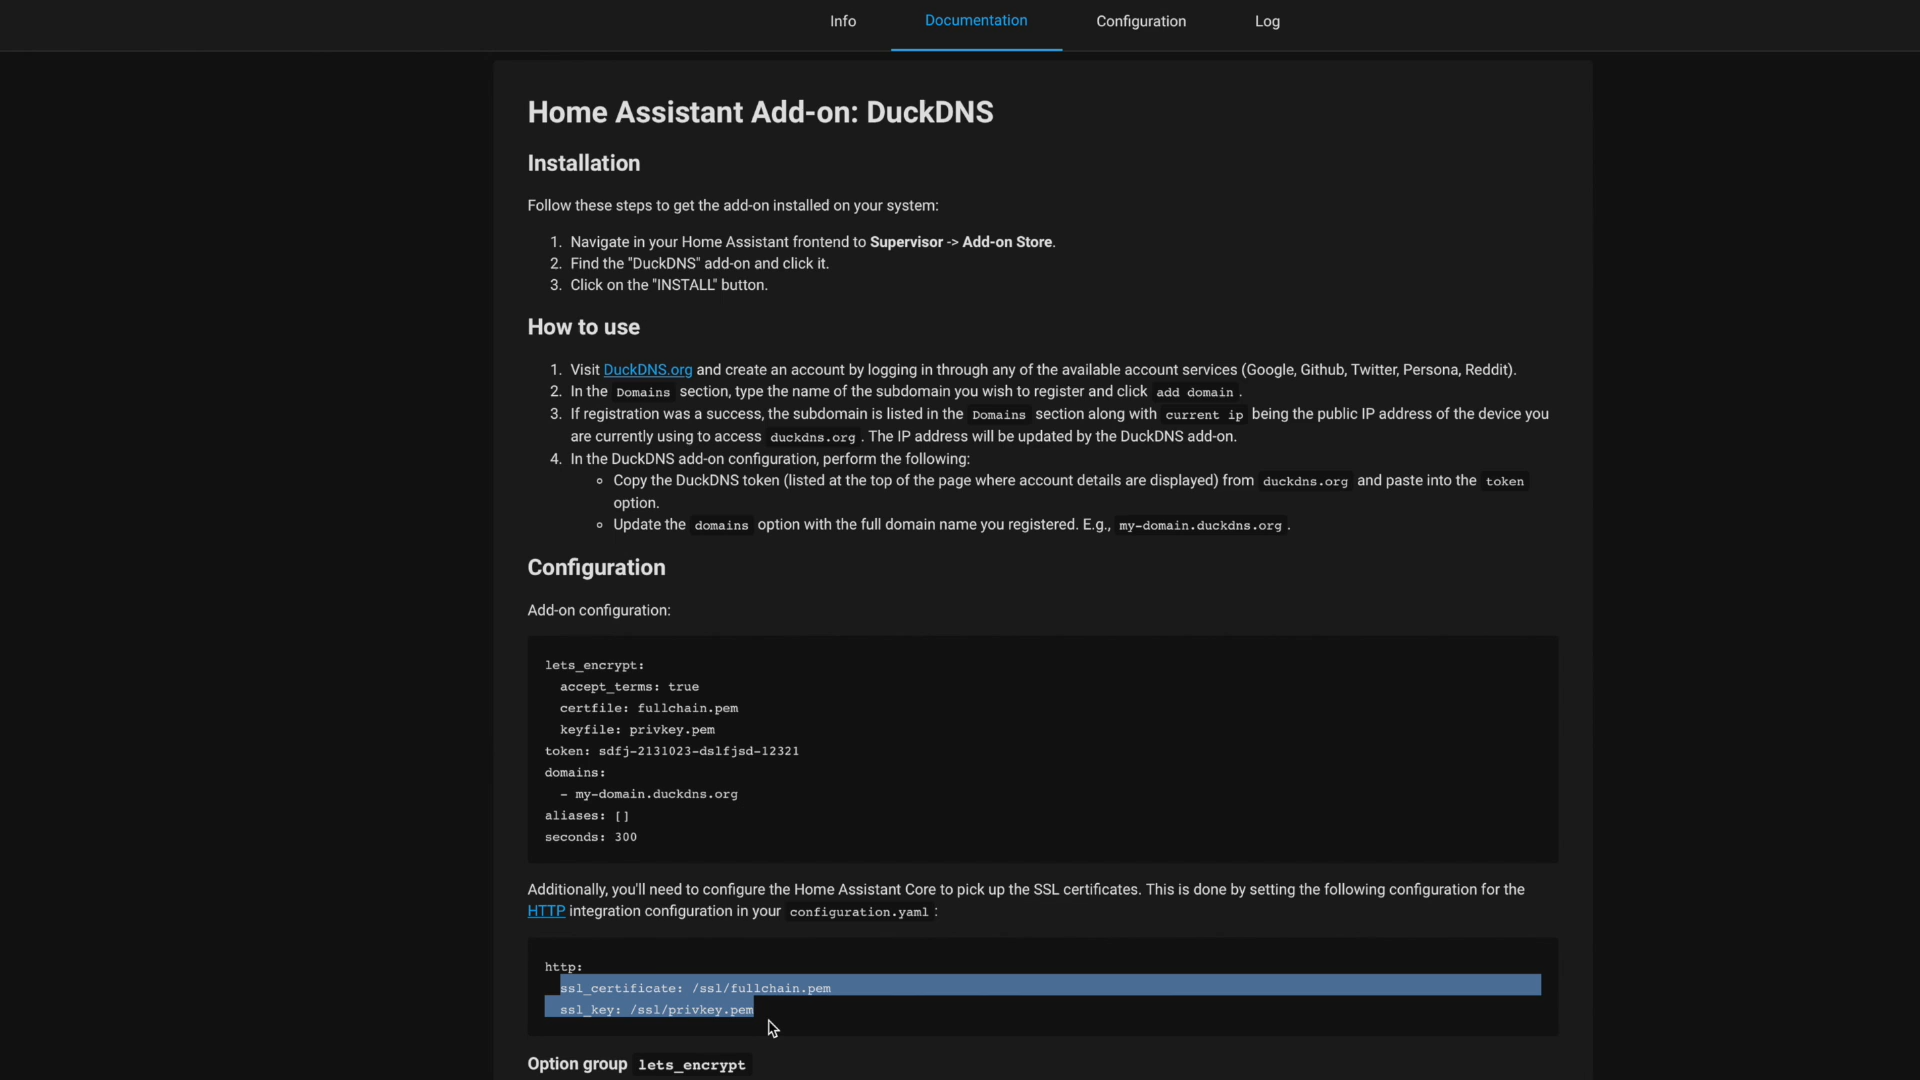 Info
Documentation
Configuration
Log
Home Assistant Add-on: DuckDNS
Installation
Follow these steps to get the add-on installed on your system:
1. Navigate in your Home Assistant frontend to Supervisor -> Add-on Store.
2. Find the "DuckDNS" add-on and click it.
3. Click on the "INSTALL" button.
How to use
1. Visit DuckDNS.org and create an account by logging in through any of the available account services (Google, Github, Twitter, Persona, Reddit).
2. In the Domains section, type the name of the subdomain you wish to register and click add domain.
3. If registration was a success, the subdomain is listed in the Domains section along with current ip being the public IP address of the device you
are currently using to access duckdns.org. The IP address will be updated by the DuckDNS add-on.
4. In the DuckDNS add-on configuration, perform the following:
◦ Copy the DuckDNS token (listed at the top of the page where account details are displayed) from duckdns.org and paste into the token
option.
◦ Update the domains option with the full domain name you registered. E.g., my-domain.duckdns.org.
Configuration
Add-on configuration:
lets_encrypt:
accept_terms: true
certfile: fullchain.pem
keyfile: privkey.pem
token: sdfj-2131023-dslfjsd-12321
domains:
- my-domain.duckdns.org
aliases: []
seconds: 300
Additionally, you'll need to configure the Home Assistant Core to pick up the SSL certificates. This is done by setting the following configuration for the
HTTP integration configuration in your configuration.yaml:
http:
ssl_certificate: /ssl/fullchain.pem
ssl_key: /ssl/privkey.pem
Option group lets_encrypt